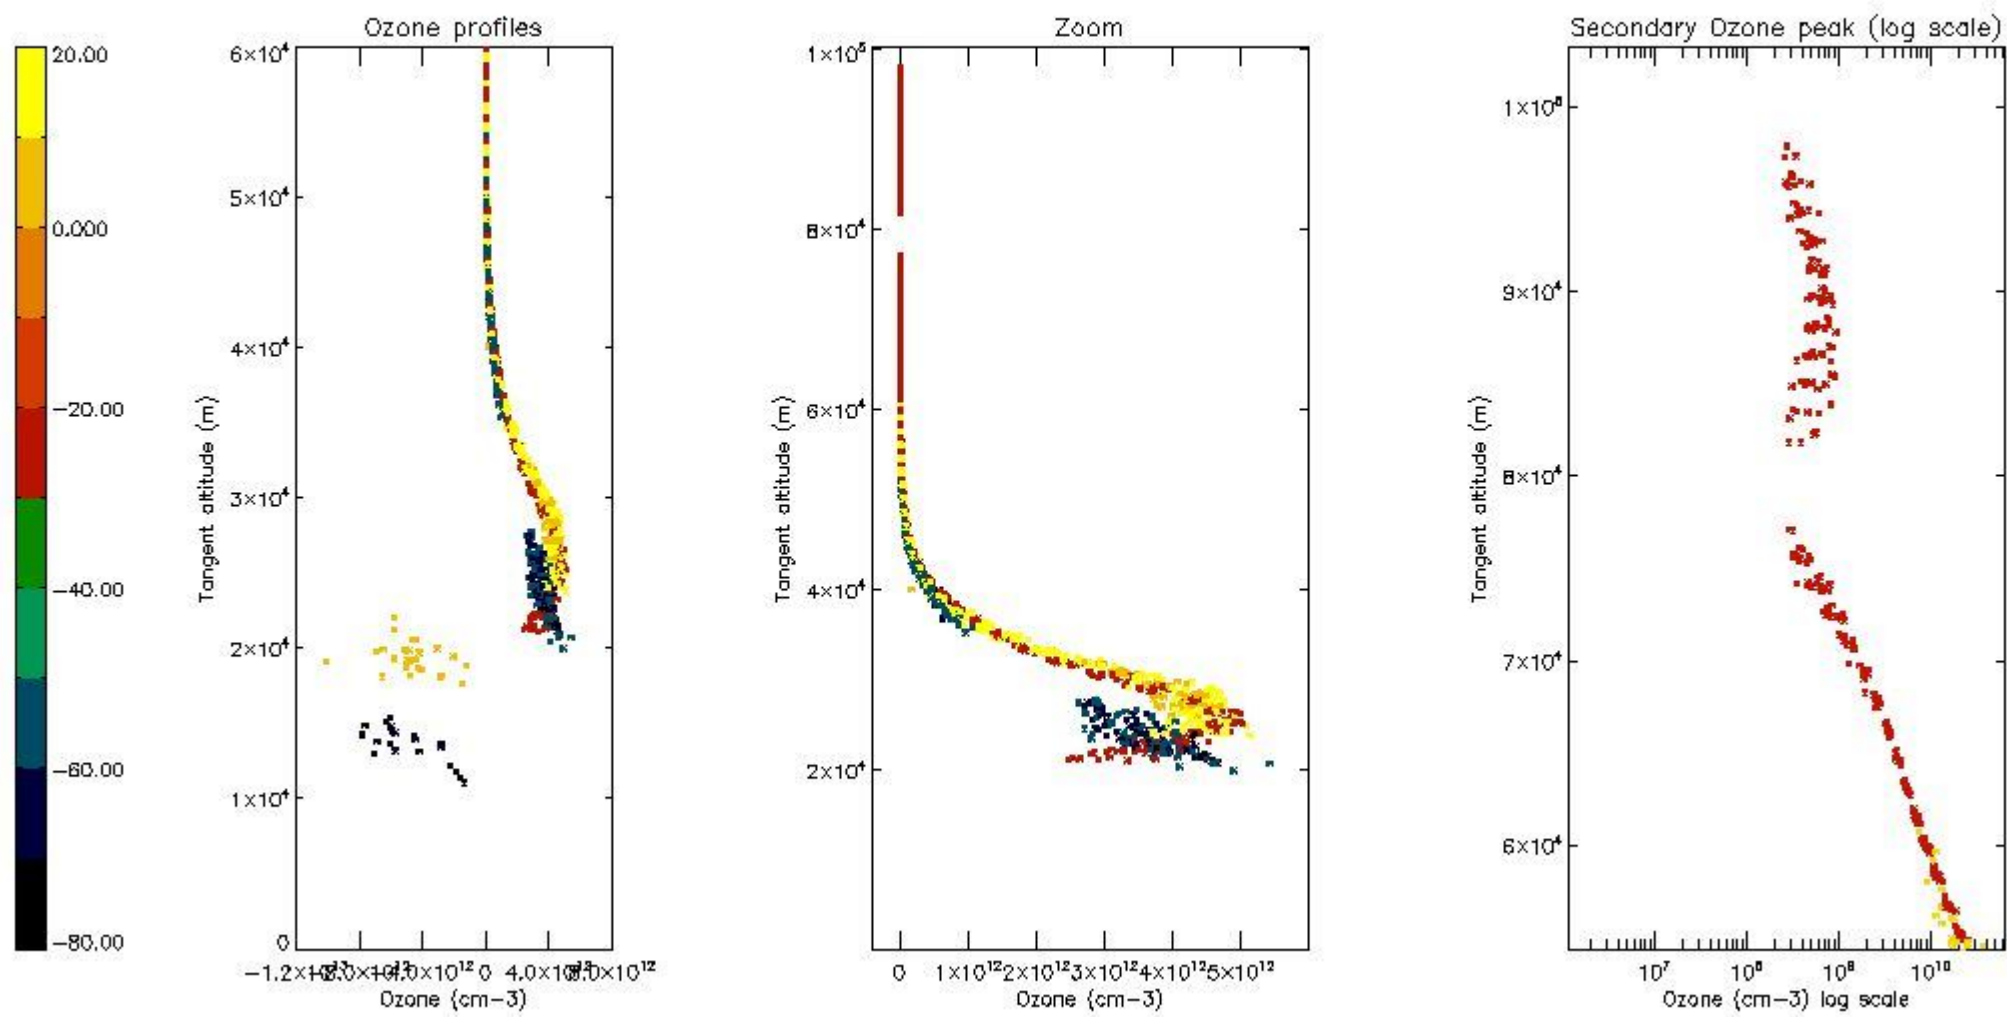 Ozone profiles
Zoom
Secondary Ozone peak (log scale)
20.00
0.000
−20.00
−40.00
−60.00
−80.00
Tangent altitude (m)
6×10⁴
5×10⁴
4×10⁴
3×10⁴
2×10⁴
1×10⁴
0
0
Ozone (cm−3)
Tangent altitude (m)
1×10⁵
8×10⁴
6×10⁴
4×10⁴
2×10⁴
0 1×10¹² 2×10¹² 3×10¹² 4×10¹² 5×10¹²
Ozone (cm−3)
Tangent altitude (m)
9×10⁴
8×10⁴
7×10⁴
6×10⁴
10⁷ 10⁸ 10⁹ 10¹⁰
Ozone (cm−3) log scale